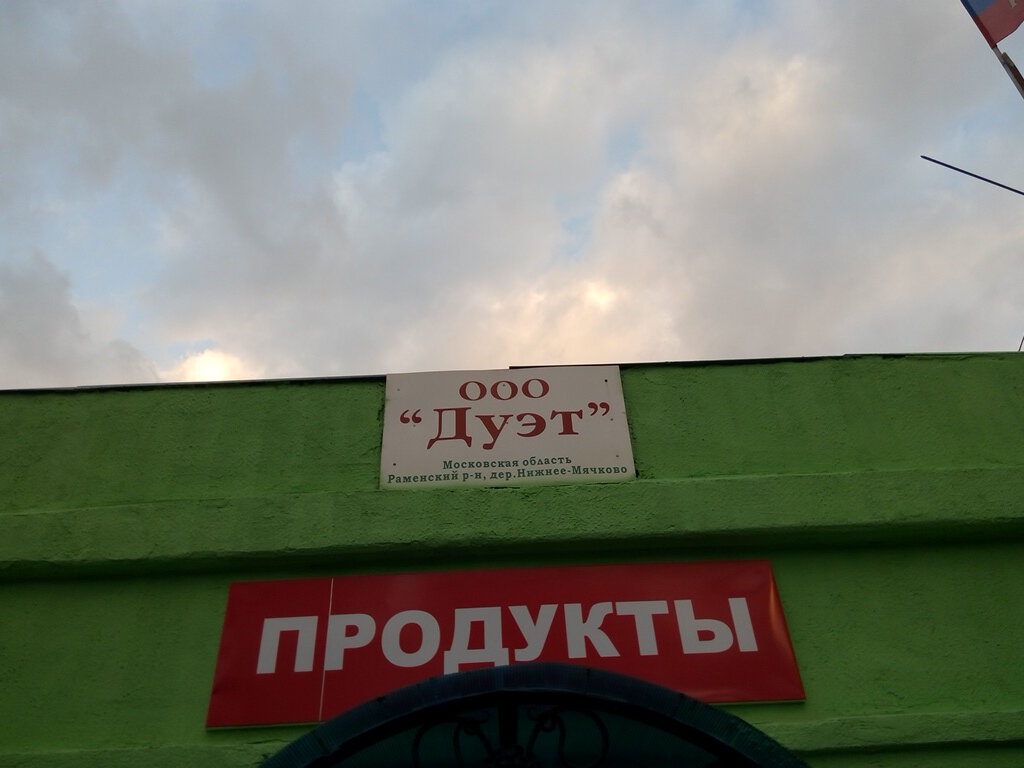 ООО
“Дуэт”
Московская область
Раменский р-н, дер.Нижнее-Мячково
ПРОДУКТЫ